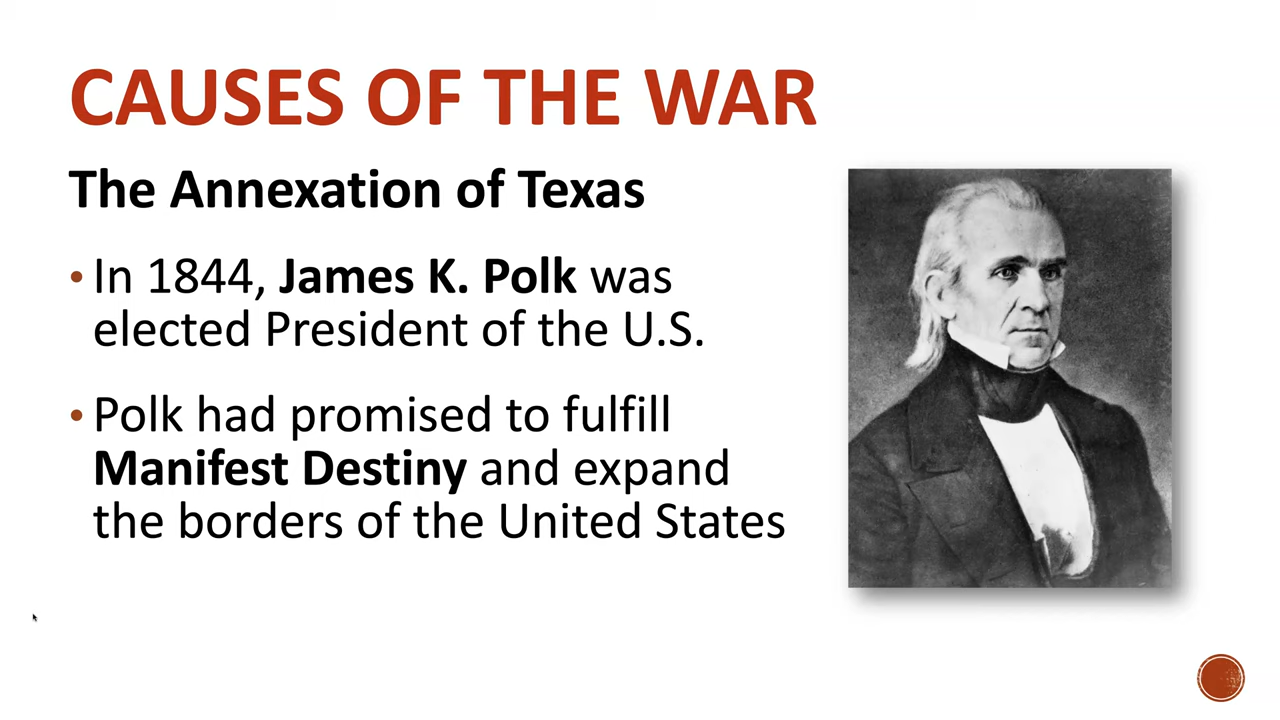 CAUSES OF THE WAR
The Annexation of Texas
• In 1844, James K. Polk was
elected President of the U.S.
• Polk had promised to fulfill
Manifest Destiny and expand
the borders of the United States